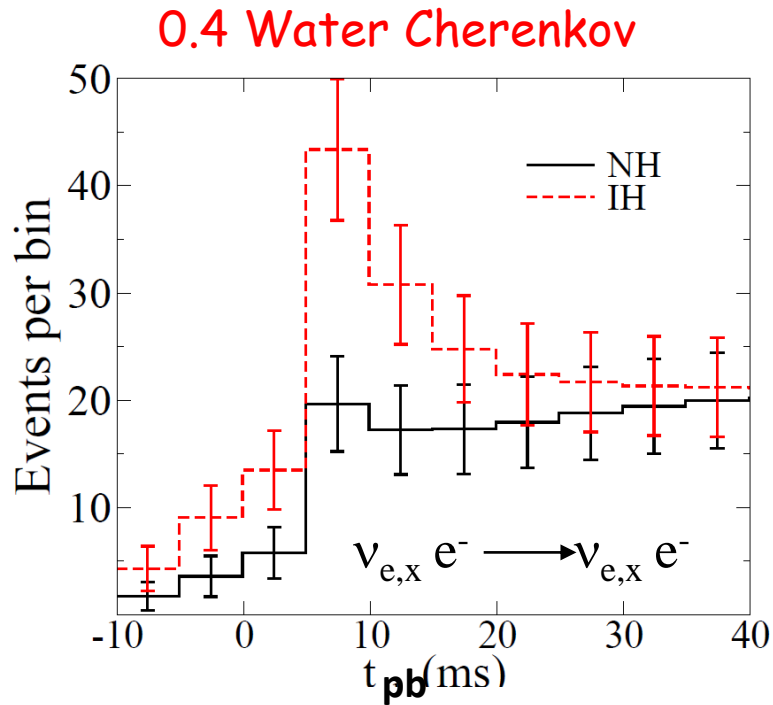 0.4 Water Cherenkov
50
40
30
20
10
Events per bin
NH
IH
νe,x e- → νe,x e-
-10 0 10 20 30 40
t pb (ms)